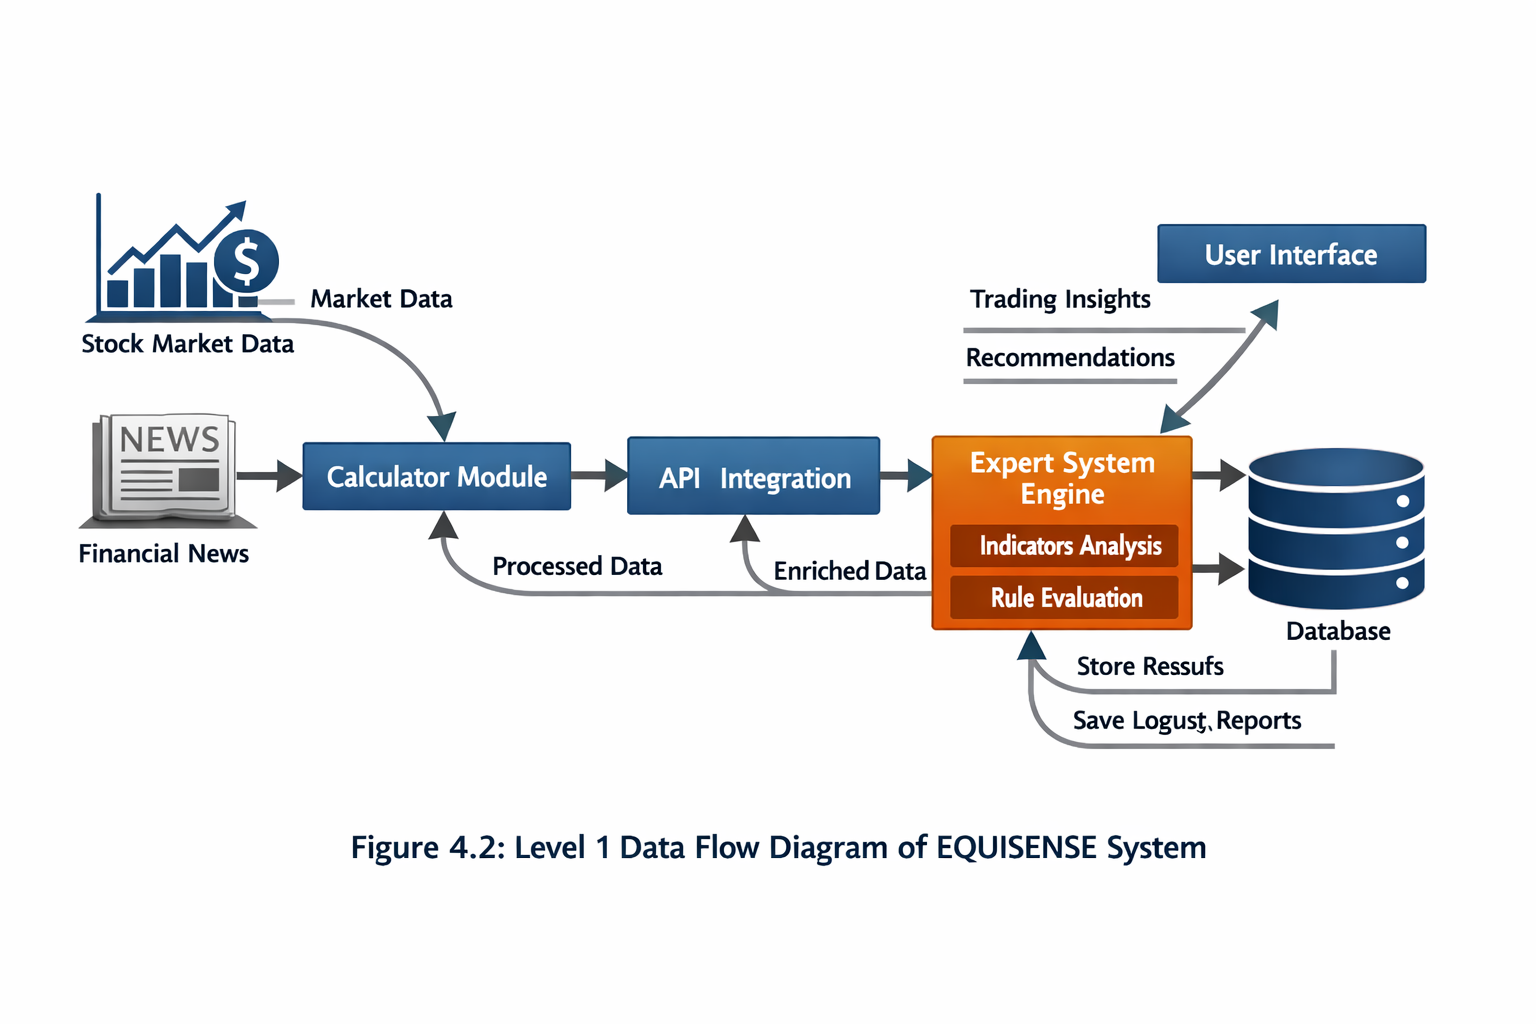 $
Market Data
Stock Market Data
NEWS
Financial News
Calculator Module
API Integration
Processed Data
Enriched Data
User Interface
Trading Insights
Recommendations
Expert System
Engine
Indicators Analysis
Rule Evaluation
Database
Store Ressufs
Save Logust, Reports
Figure 4.2: Level 1 Data Flow Diagram of EQUISENSE System